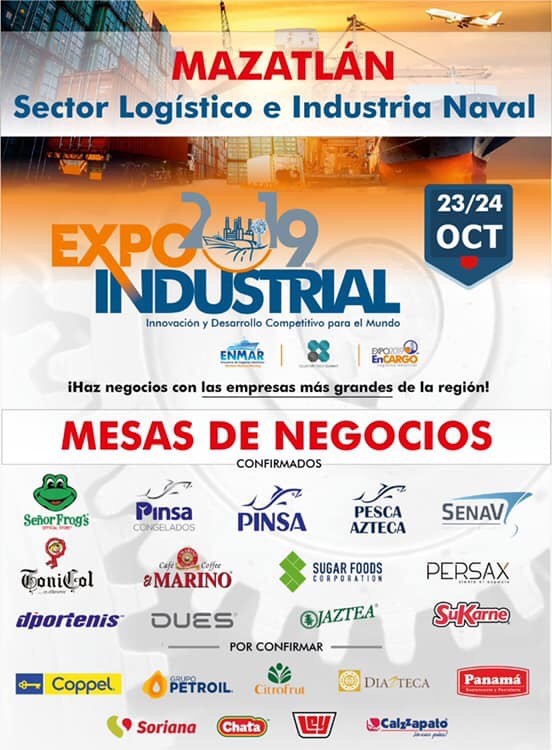 MAZATLÁN
Sector Logístico e Industria Naval
23/24
OCT
EXPO 2019
INDUSTRIAL
Innovación y Desarrollo Competitivo para el Mundo
ENMAR
EXPO2019
EnCARGO
¡Haz negocios con las empresas más grandes de la región!
MESAS DE NEGOCIOS
CONFIRMADOS
Señor Frog's
Pinsa
CONGELADOS
PINSA
PESCA
AZTECA
SENAV
ToniCol
Café Coffee
El MARINO
SUGAR FOODS
CORPORATION
PERSAX
dportenis
DUES
JAZTEA
SuKarne
POR CONFIRMAR
Coppel
GRUPO
PETROIL
Citrofrut
DIAZTECA
Panamá
Soriana
Chata
Ley
Calzzapato